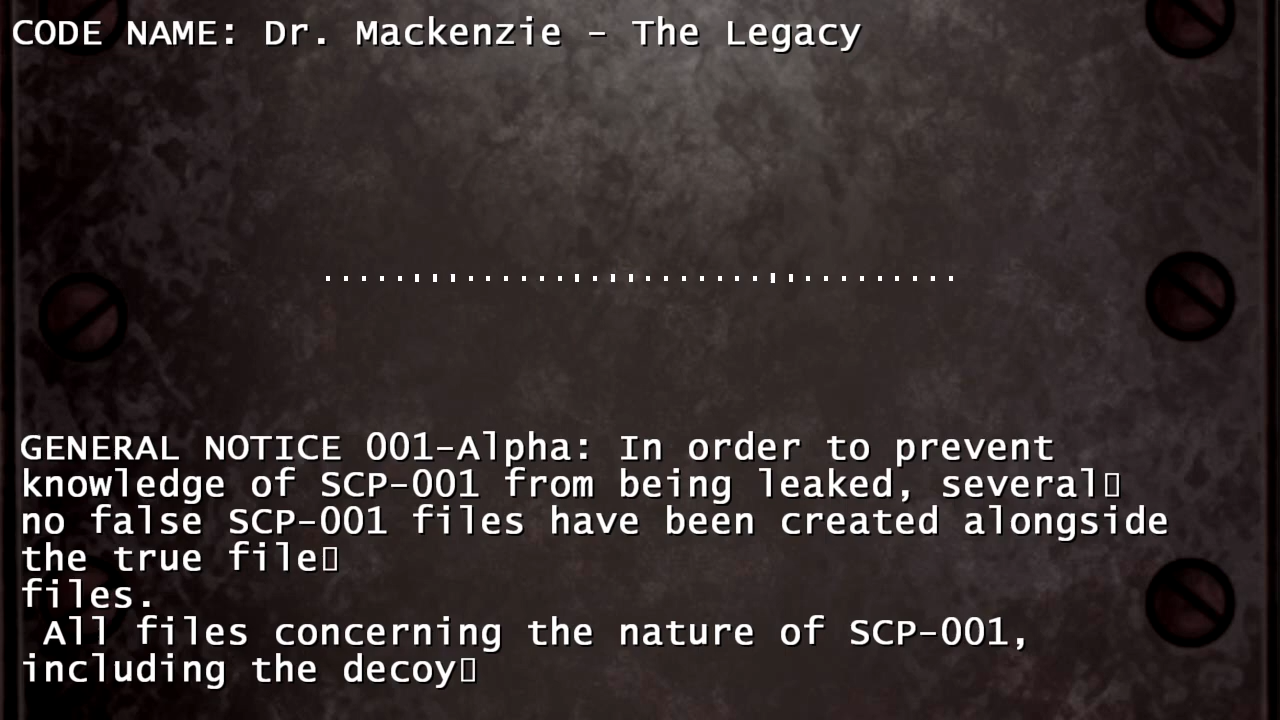 CODE NAME: Dr. Mackenzie - The Legacy
GENERAL NOTICE 001-Alpha: In order to prevent
knowledge of SCP-001 from being leaked, several▯
no false SCP-001 files have been created alongside
the true file▯
files.
All files concerning the nature of SCP-001,
including the decoy▯